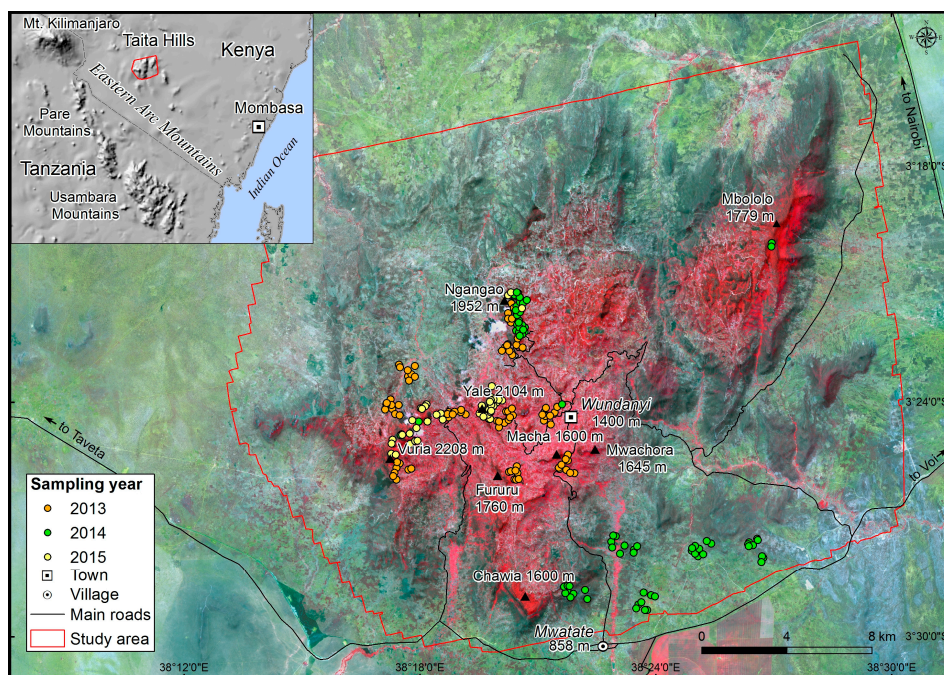 Mt. Kilimanjaro
Taita Hills
Kenya
Eastern Arc Mountains
Mombasa
Pare
Mountains
Tanzania
Indian Ocean
Usambara
Mountains
N
W
E
S
to Nairobi
3°18'0"S
Mbololo
1779 m
Ngangao
1952 m
Yale 2104 m
Wundanyi
1400 m
3°24'0"S
to Taveta
Vuria 2208 m
Macha 1600 m
Mwachora
1645 m
to Voi
Fururu
1760 m
Sampling year
2013
2014
2015
Town
Village
Main roads
Study area
Chawia 1600 m
Mwatate
858 m
0
4
8 km
3°30'0"S
38°12'0"E
38°18'0"E
38°24'0"E
38°30'0"E